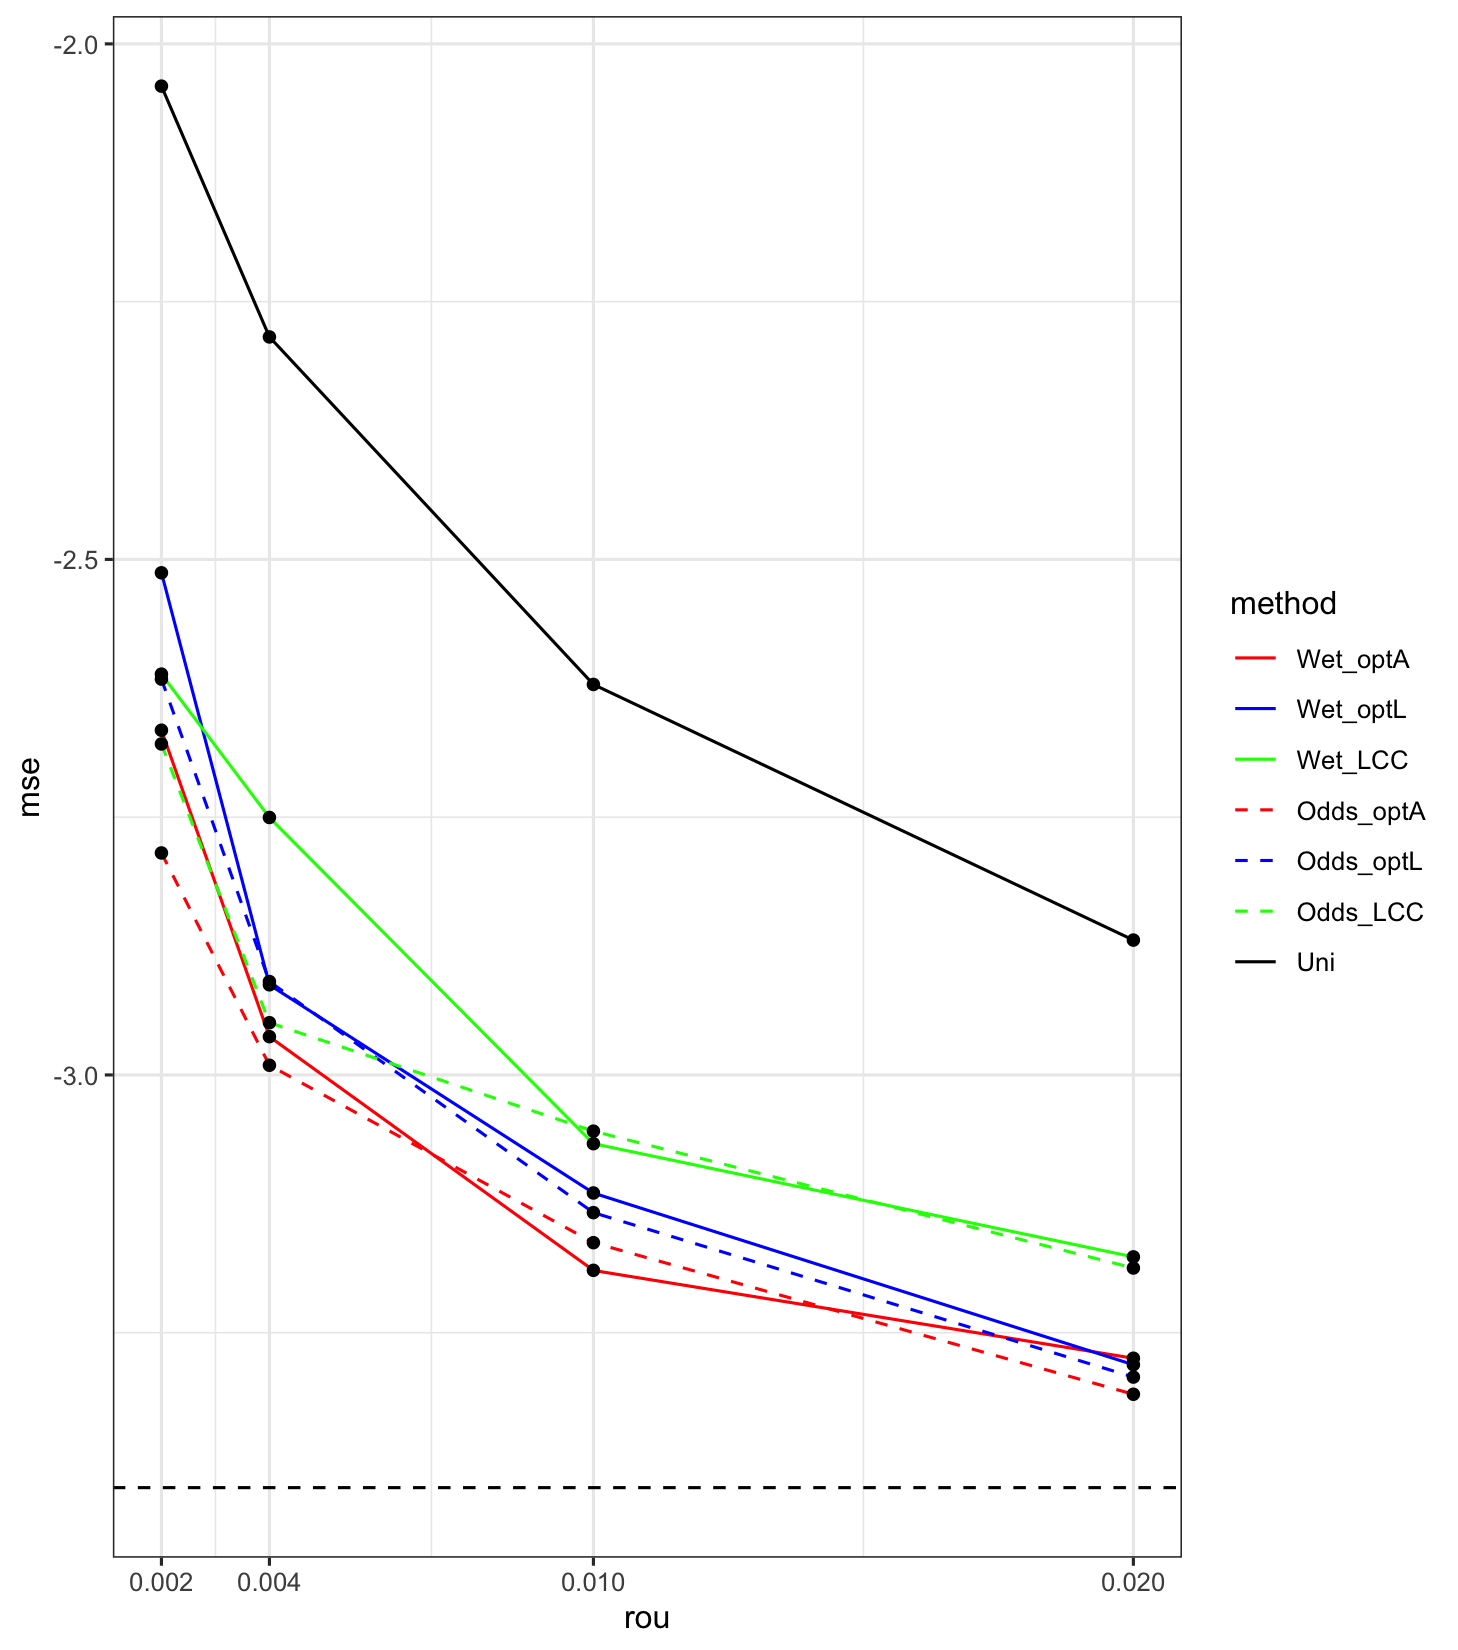 -2.0
-2.5
-3.0
mse
0.002
0.004
0.010
0.020
rou
method
Wet_optA
Wet_optL
Wet_LCC
Odds_optA
Odds_optL
Odds_LCC
Uni